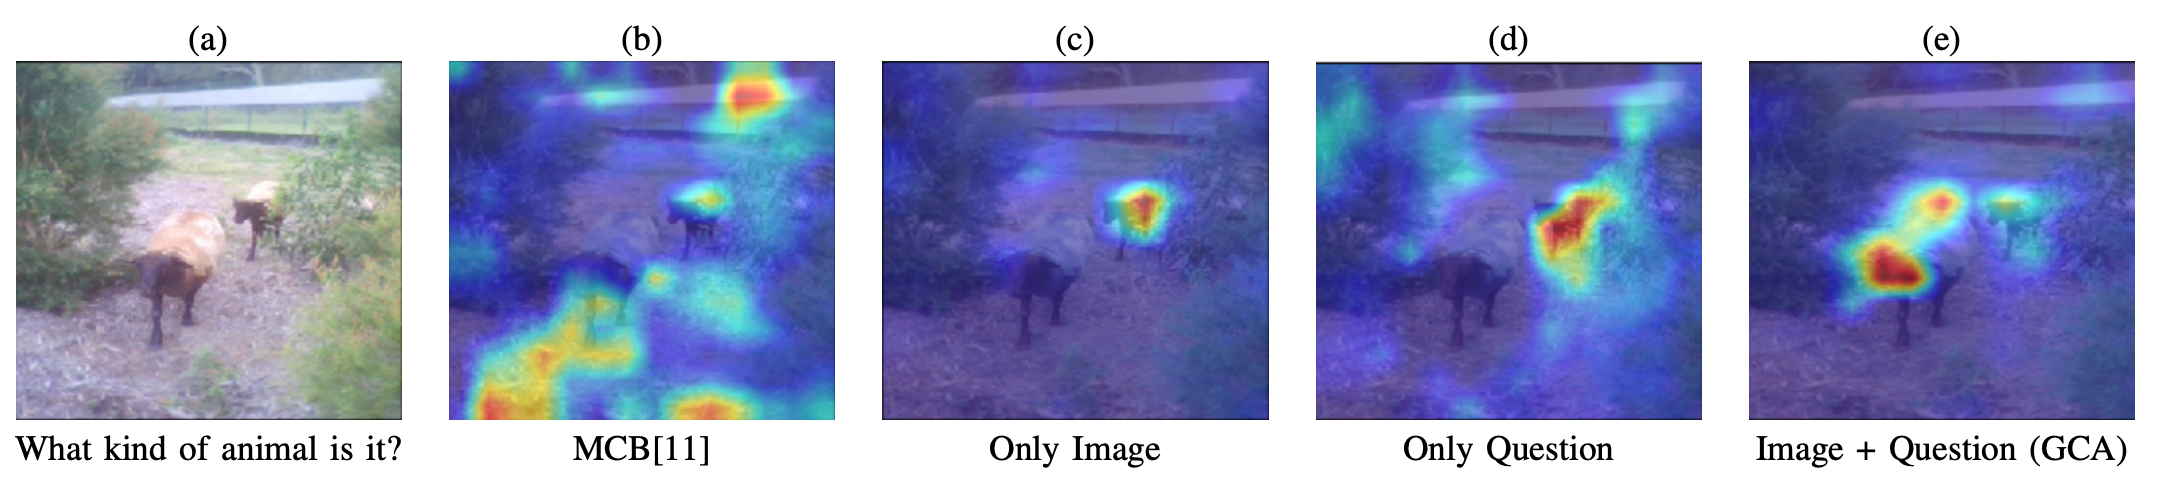 (a) (b) (c) (d) (e)
What kind of animal is it? MCB[11] Only Image Only Question Image + Question (GCA)